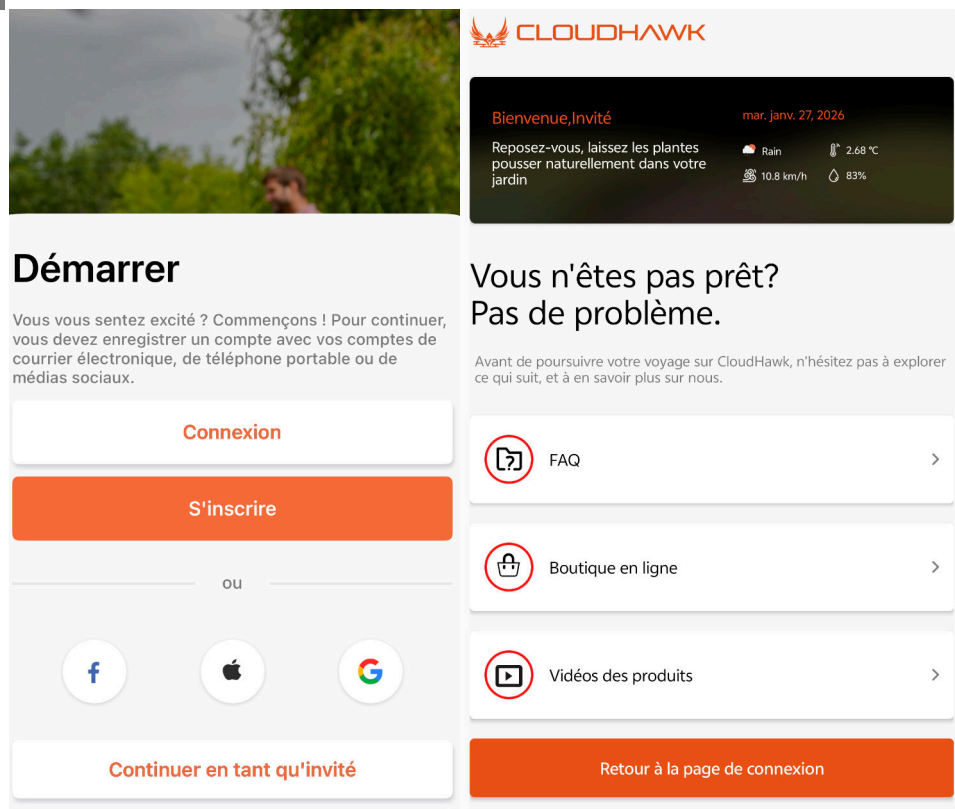 Démarrer
Vous vous sentez excité ? Commençons ! Pour continuer,
vous devez enregistrer un compte avec vos comptes de
courrier électronique, de téléphone portable ou de
médias sociaux.
Connexion
S'inscrire
ou
Continuer en tant qu'invité
CLOUDHAWK
Bienvenue,Invité
Reposez-vous, laissez les plantes
pousser naturellement dans votre
jardin
mar. janv. 27, 2026
Rain 2.68 °C
10.8 km/h 83%
Vous n'êtes pas prêt?
Pas de problème.
Avant de poursuivre votre voyage sur CloudHawk, n'hésitez pas à explorer
ce qui suit, et à en savoir plus sur nous.
FAQ
Boutique en ligne
Vidéos des produits
Retour à la page de connexion